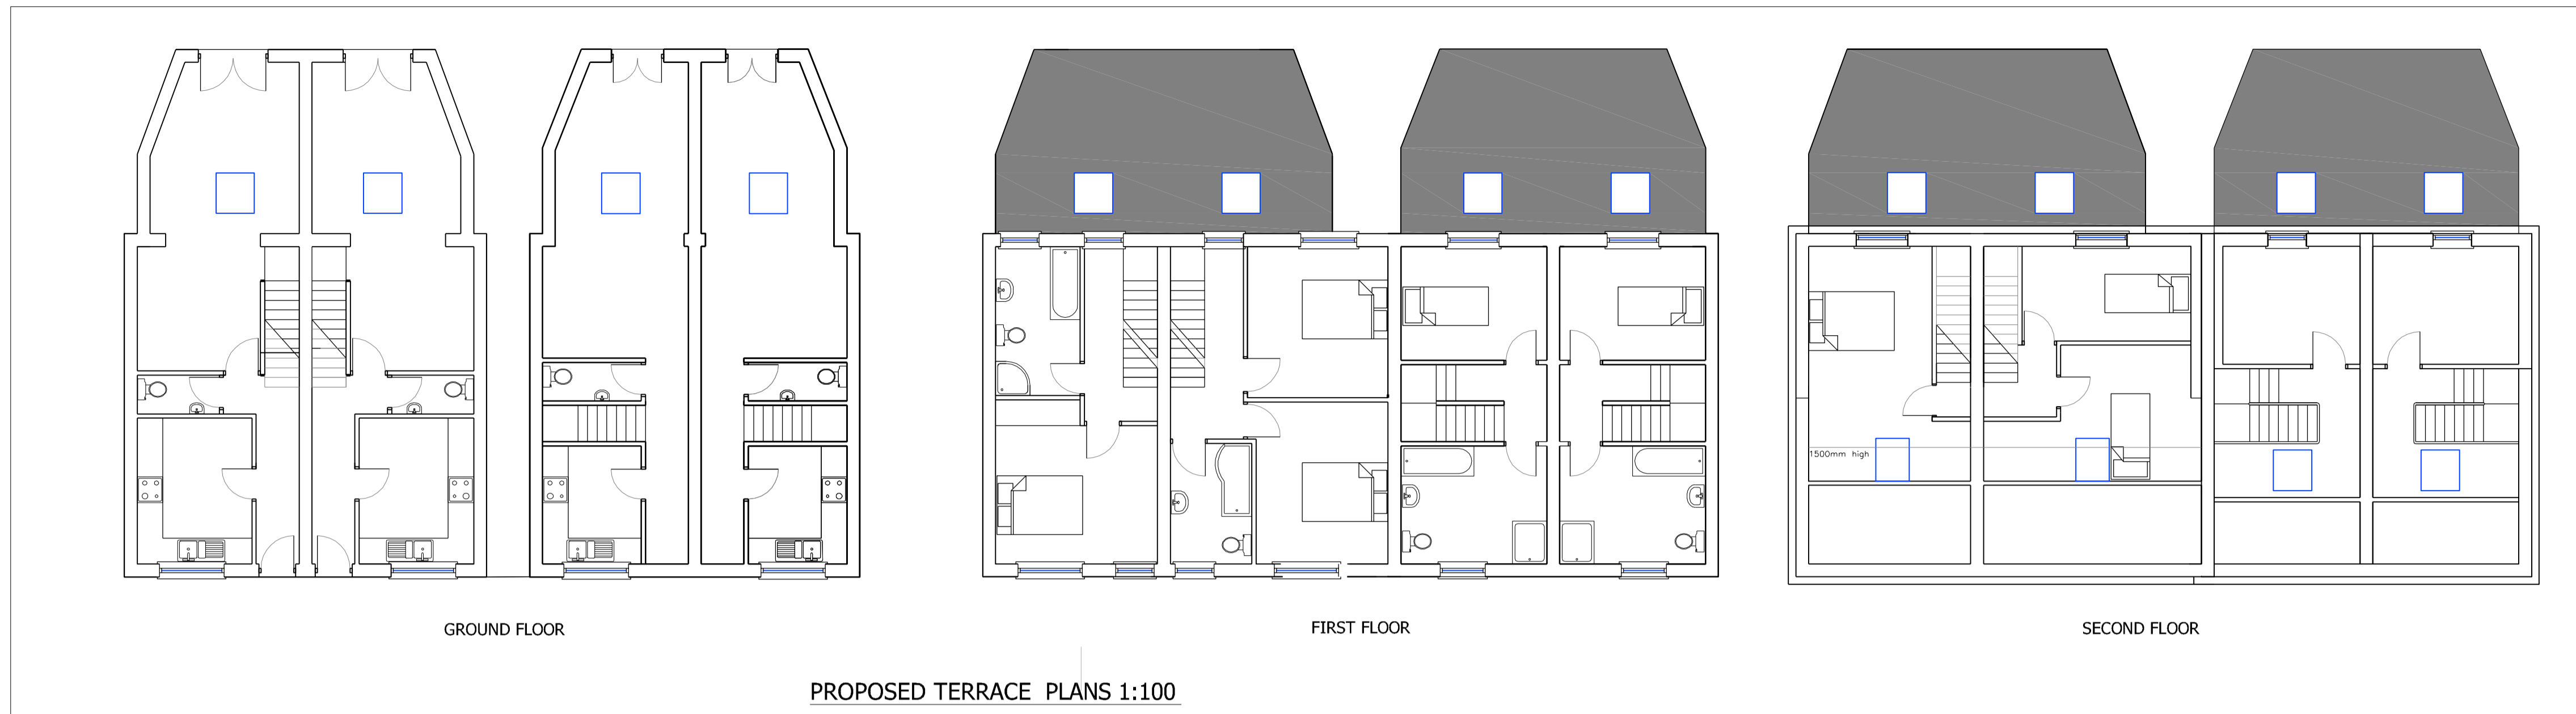 1500mm high
GROUND FLOOR
FIRST FLOOR
SECOND FLOOR
PROPOSED TERRACE PLANS 1:100